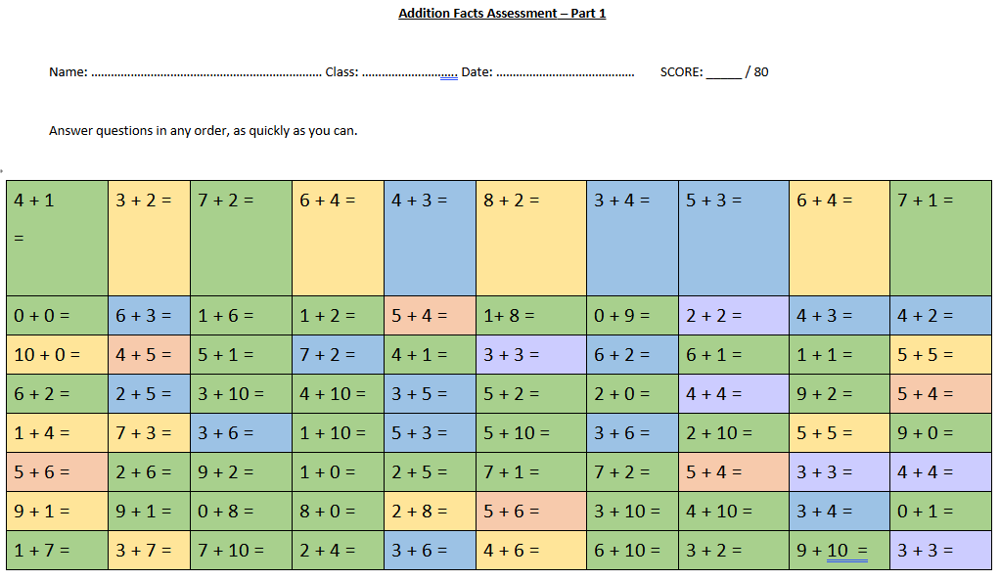 Addition Facts Assessment – Part 1
Name: ........................................................................ Class: .............................. Date: ........................................... SCORE: _____ / 80
Answer questions in any order, as quickly as you can.
4 + 1 = 3 + 2 = 7 + 2 = 6 + 4 = 4 + 3 = 8 + 2 = 3 + 4 = 5 + 3 = 6 + 4 = 7 + 1 =
0 + 0 = 6 + 3 = 1 + 6 = 1 + 2 = 5 + 4 = 1+ 8 = 0 + 9 = 2 + 2 = 4 + 3 = 4 + 2 =
10 + 0 = 4 + 5 = 5 + 1 = 7 + 2 = 4 + 1 = 3 + 3 = 6 + 2 = 6 + 1 = 1 + 1 = 5 + 5 =
6 + 2 = 2 + 5 = 3 + 10 = 4 + 10 = 3 + 5 = 5 + 2 = 2 + 0 = 4 + 4 = 9 + 2 = 5 + 4 =
1 + 4 = 7 + 3 = 3 + 6 = 1 + 10 = 5 + 3 = 5 + 10 = 3 + 6 = 2 + 10 = 5 + 5 = 9 + 0 =
5 + 6 = 2 + 6 = 9 + 2 = 1 + 0 = 2 + 5 = 7 + 1 = 7 + 2 = 5 + 4 = 3 + 3 = 4 + 4 =
9 + 1 = 9 + 1 = 0 + 8 = 8 + 0 = 2 + 8 = 5 + 6 = 3 + 10 = 4 + 10 = 3 + 4 = 0 + 1 =
1 + 7 = 3 + 7 = 7 + 10 = 2 + 4 = 3 + 6 = 4 + 6 = 6 + 10 = 3 + 2 = 9 + 10 = 3 + 3 =